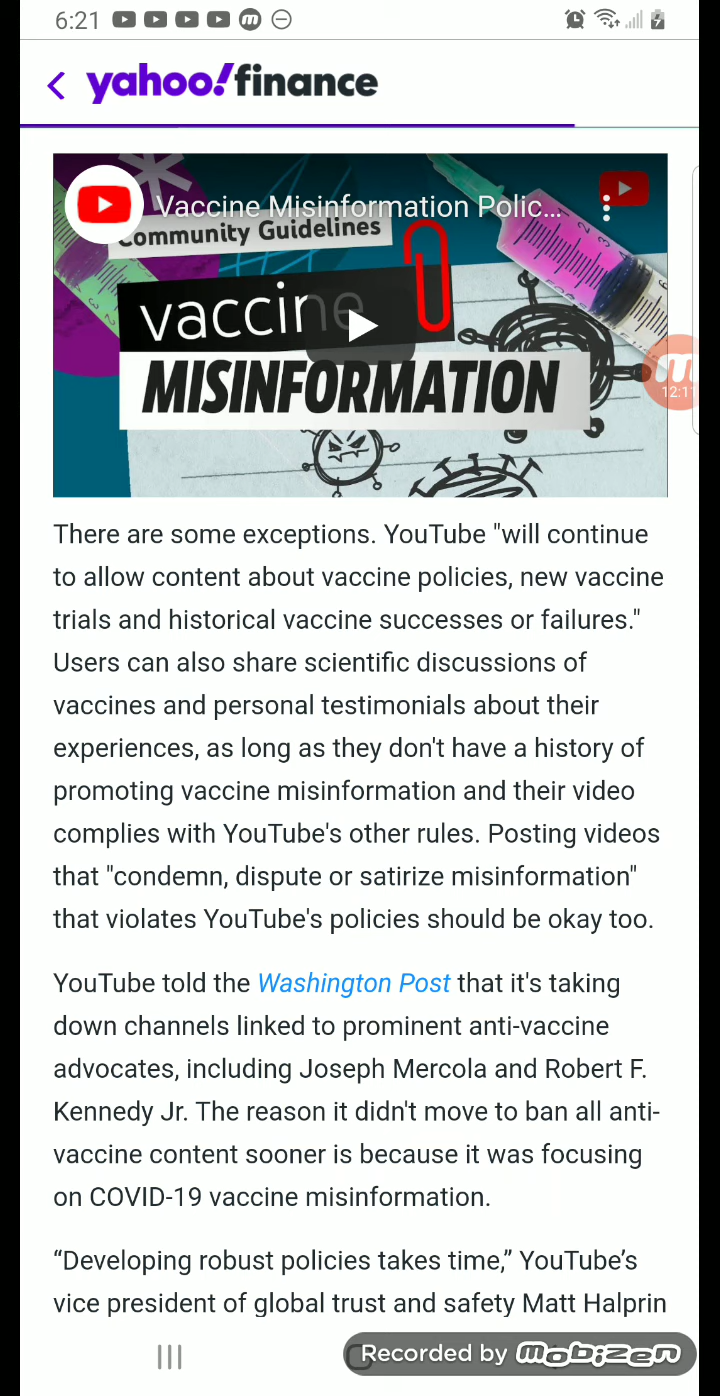 6:21
yahoo!finance
Vaccine Misinformation Polic...
Community Guidelines
vaccine
MISINFORMATION
12:11
There are some exceptions. YouTube "will continue
to allow content about vaccine policies, new vaccine
trials and historical vaccine successes or failures."
Users can also share scientific discussions of
vaccines and personal testimonials about their
experiences, as long as they don't have a history of
promoting vaccine misinformation and their video
complies with YouTube's other rules. Posting videos
that "condemn, dispute or satirize misinformation"
that violates YouTube's policies should be okay too.
YouTube told the Washington Post that it's taking
down channels linked to prominent anti-vaccine
advocates, including Joseph Mercola and Robert F.
Kennedy Jr. The reason it didn't move to ban all anti-
vaccine content sooner is because it was focusing
on COVID-19 vaccine misinformation.
“Developing robust policies takes time,” YouTube’s
vice president of global trust and safety Matt Halprin
Recorded by mobizen